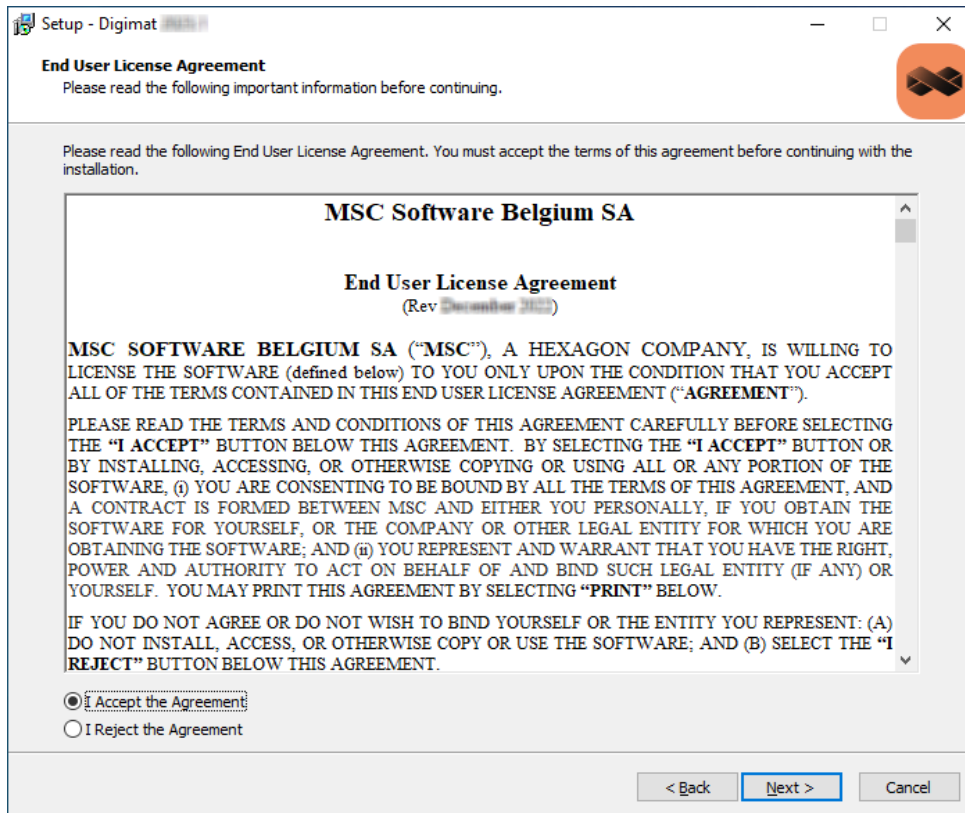 Setup - Digimat
End User License Agreement
Please read the following important information before continuing.
Please read the following End User License Agreement. You must accept the terms of this agreement before continuing with the
installation.
MSC Software Belgium SA
End User License Agreement
(Rev )
MSC SOFTWARE BELGIUM SA (“MSC”), A HEXAGON COMPANY, IS WILLING TO
LICENSE THE SOFTWARE (defined below) TO YOU ONLY UPON THE CONDITION THAT YOU ACCEPT
ALL OF THE TERMS CONTAINED IN THIS END USER LICENSE AGREEMENT (“AGREEMENT”).
PLEASE READ THE TERMS AND CONDITIONS OF THIS AGREEMENT CAREFULLY BEFORE SELECTING
THE “I ACCEPT” BUTTON BELOW THIS AGREEMENT. BY SELECTING THE “I ACCEPT” BUTTON OR
BY INSTALLING, ACCESSING, OR OTHERWISE COPYING OR USING ALL OR ANY PORTION OF THE
SOFTWARE, (i) YOU ARE CONSENTING TO BE BOUND BY ALL THE TERMS OF THIS AGREEMENT, AND
A CONTRACT IS FORMED BETWEEN MSC AND EITHER YOU PERSONALLY, IF YOU OBTAIN THE
SOFTWARE FOR YOURSELF, OR THE COMPANY OR OTHER LEGAL ENTITY FOR WHICH YOU ARE
OBTAINING THE SOFTWARE; AND (ii) YOU REPRESENT AND WARRANT THAT YOU HAVE THE RIGHT,
POWER AND AUTHORITY TO ACT ON BEHALF OF AND BIND SUCH LEGAL ENTITY (IF ANY) OR
YOURSELF. YOU MAY PRINT THIS AGREEMENT BY SELECTING “PRINT” BELOW.
IF YOU DO NOT AGREE OR DO NOT WISH TO BIND YOURSELF OR THE ENTITY YOU REPRESENT: (A)
DO NOT INSTALL, ACCESS, OR OTHERWISE COPY OR USE THE SOFTWARE; AND (B) SELECT THE “I
REJECT” BUTTON BELOW THIS AGREEMENT.
I Accept the Agreement
I Reject the Agreement
< Back Next > Cancel